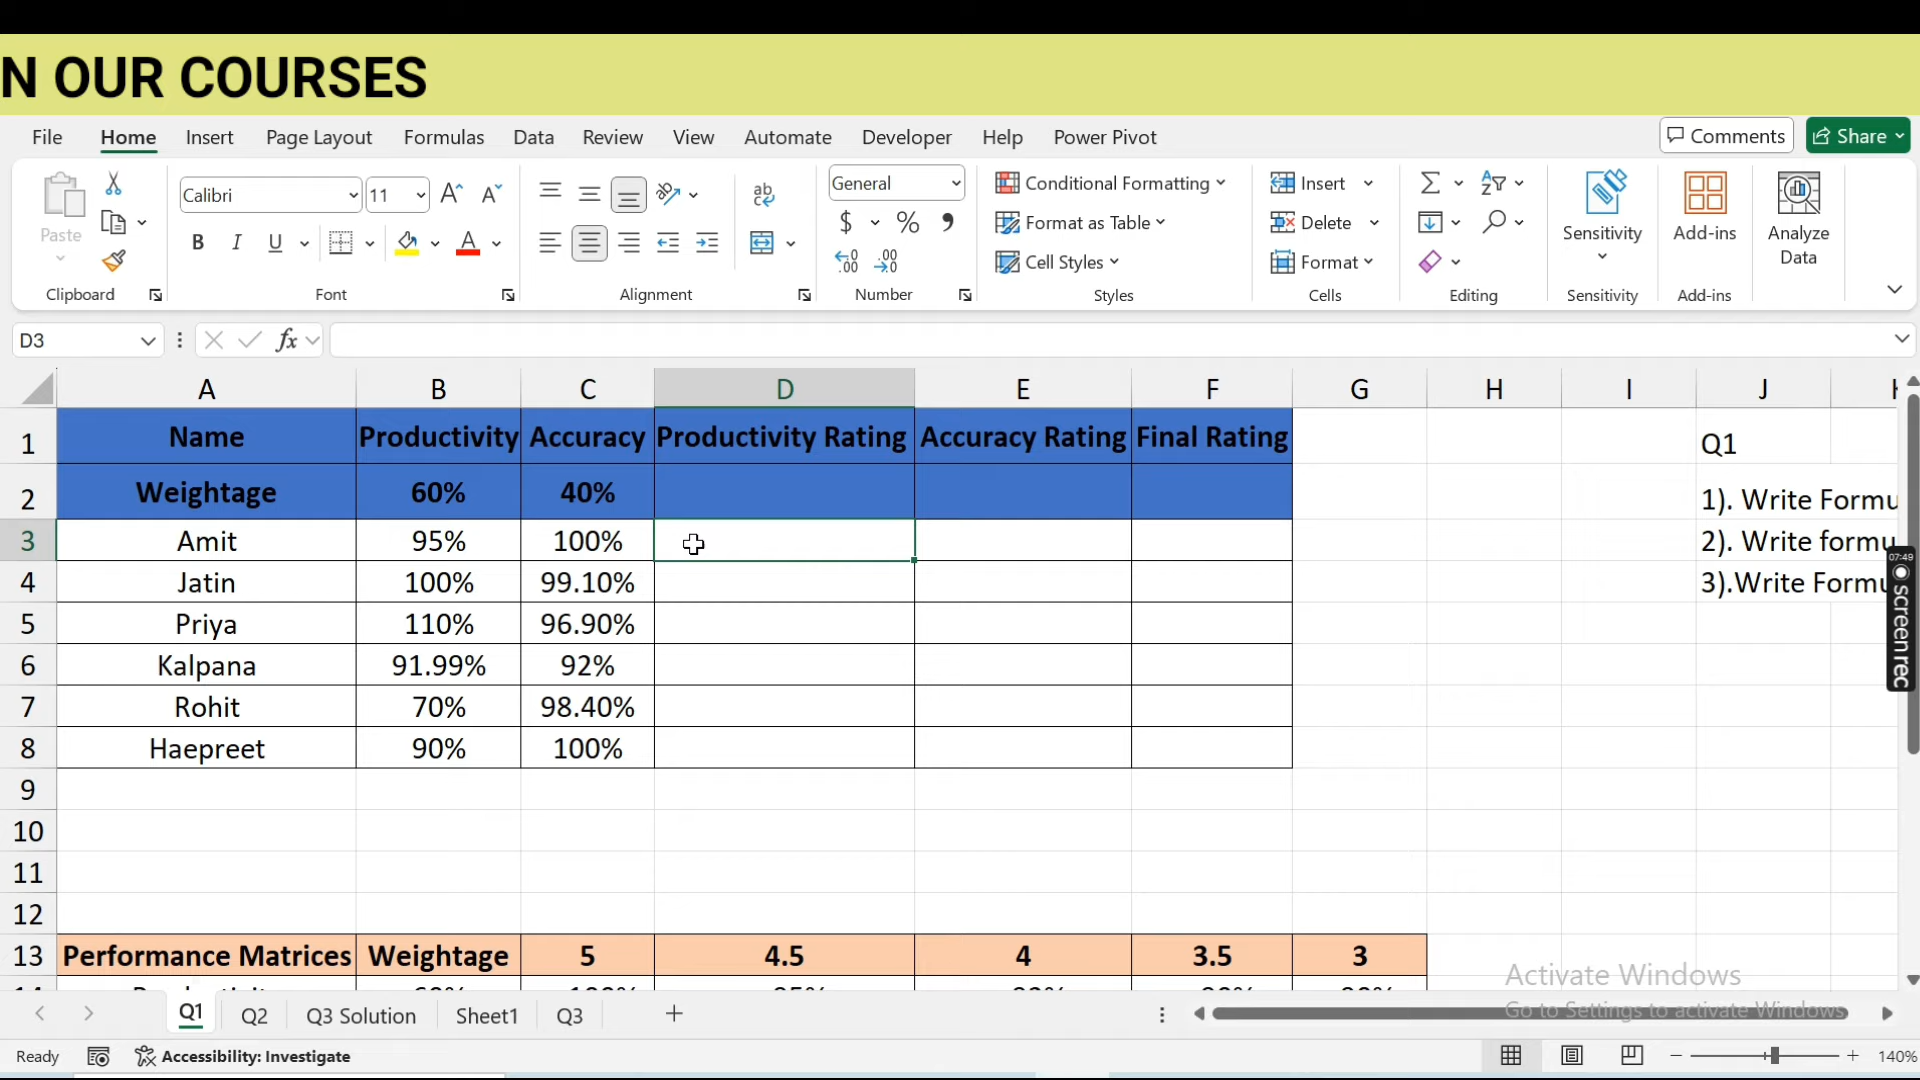 N OUR COURSES
File Home Insert Page Layout Formulas Data Review View Automate Developer Help Power Pivot Comments Share
Paste Calibri 11 General Conditional Formatting Insert Sensitivity Add-ins Analyze Data
B I U $ % Format as Table Delete
Cell Styles Format
Clipboard Font Alignment Number Styles Cells Editing Sensitivity Add-ins
D3 fx
A B C D E F G H I J
1 Name Productivity Accuracy Productivity Rating Accuracy Rating Final Rating Q1
2 Weightage 60% 40% 1). Write Formu
3 Amit 95% 100% 2). Write formu
4 Jatin 100% 99.10% 3).Write Formu
5 Priya 110% 96.90%
6 Kalpana 91.99% 92%
7 Rohit 70% 98.40%
8 Haepreet 90% 100%
9
10
11
12
13 Performance Matrices Weightage 5 4.5 4 3.5 3
07:49 screenrec
Activate Windows
Go to Settings to activate Windows.
Q1 Q2 Q3 Solution Sheet1 Q3
Ready Accessibility: Investigate 140%